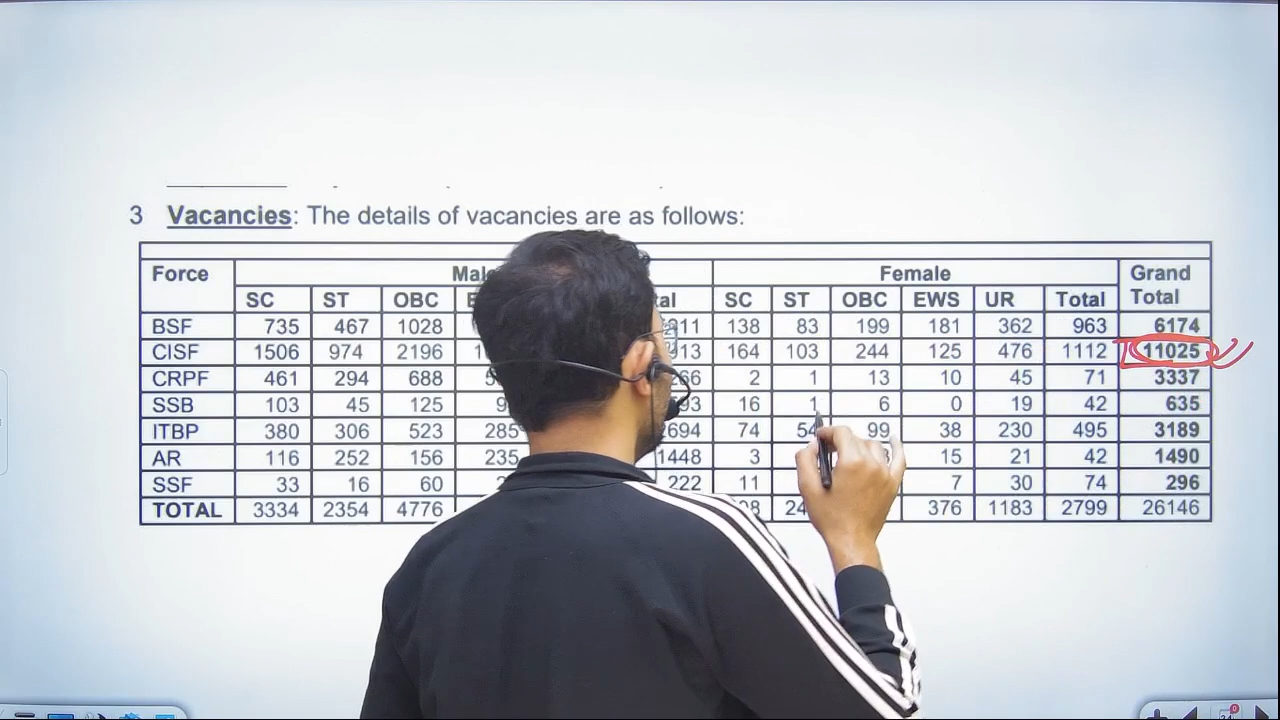 3 Vacancies: The details of vacancies are as follows:
Force Female Grand
SC ST OBC SC ST OBC EWS UR Total Total
BSF 735 467 1028 138 83 199 181 362 963 6174
CISF 1506 974 2196 164 103 244 125 476 1112 11025
CRPF 461 294 688 2 1 13 10 45 71 3337
SSB 103 45 125 16 1 6 0 19 42 635
ITBP 380 306 523 285 74 54 99 38 230 495 3189
AR 116 252 156 235 1448 3 15 21 42 1490
SSF 33 16 60 222 11 7 30 74 296
TOTAL 3334 2354 4776 376 1183 2799 26146